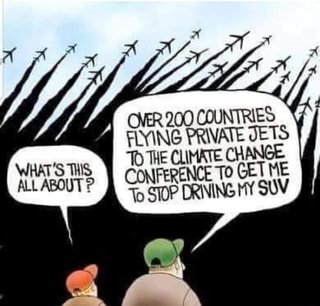 WHAT'S THIS
ALL ABOUT?
OVER 200 COUNTRIES
FLYING PRIVATE JETS
TO THE CLIMATE CHANGE
CONFERENCE TO GET ME
TO STOP DRIVING MY SUV